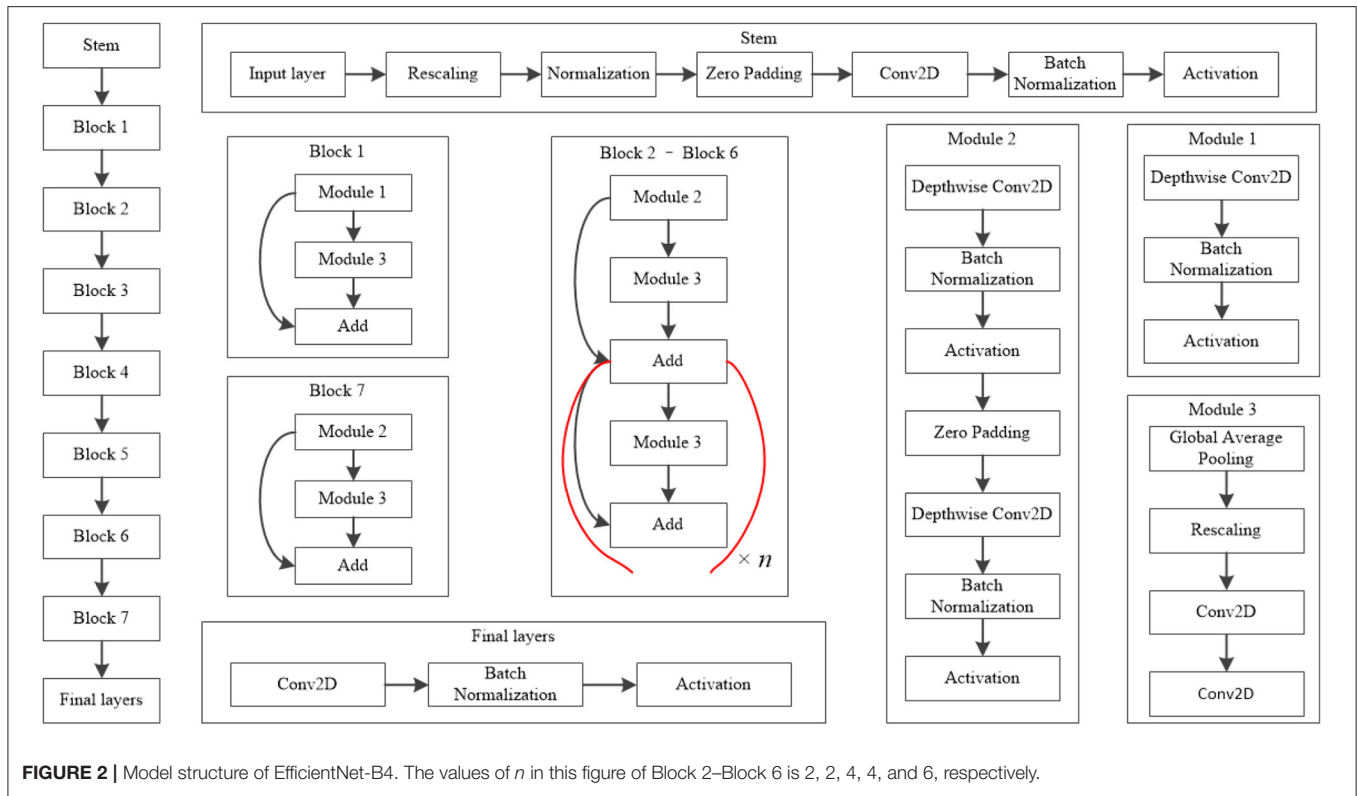 Stem
Block 1
Block 2
Block 3
Block 4
Block 5
Block 6
Block 7
Final layers
Stem
Input layer
Rescaling
Normalization
Zero Padding
Conv2D
Batch
Normalization
Activation
Block 1
Module 1
Module 3
Add
Block 7
Module 2
Module 3
Add
Block 2 - Block 6
Module 2
Module 3
Add
Module 3
Add
× n
Final layers
Conv2D
Batch
Normalization
Activation
Module 2
Depthwise Conv2D
Batch
Normalization
Activation
Zero Padding
Depthwise Conv2D
Batch
Normalization
Activation
Module 1
Depthwise Conv2D
Batch
Normalization
Activation
Module 3
Global Average
Pooling
Rescaling
Conv2D
Conv2D
FIGURE 2 | Model structure of EfficientNet-B4. The values of n in this figure of Block 2–Block 6 is 2, 2, 4, 4, and 6, respectively.